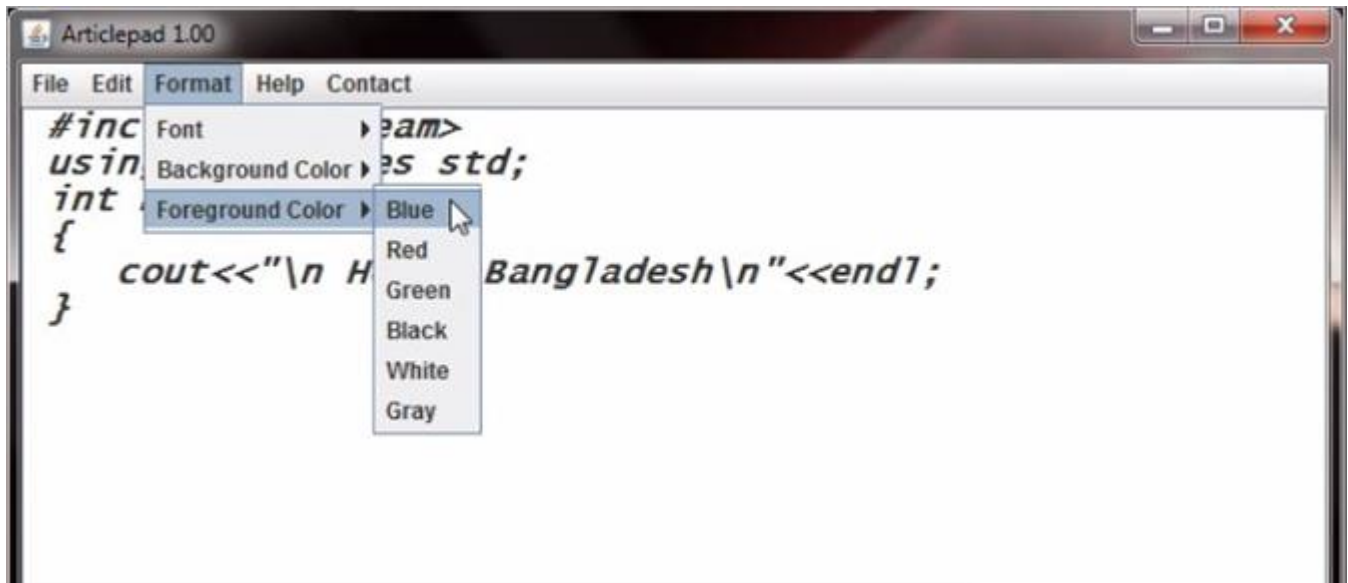 Articlepad 1.00
File Edit Format Help Contact
#inc eam>
Font
usin es std;
Background Color
int
Foreground Color Blue
{
Red
cout<<"\n H Bangladesh\n"<<endl;
Green
}
Black
White
Gray